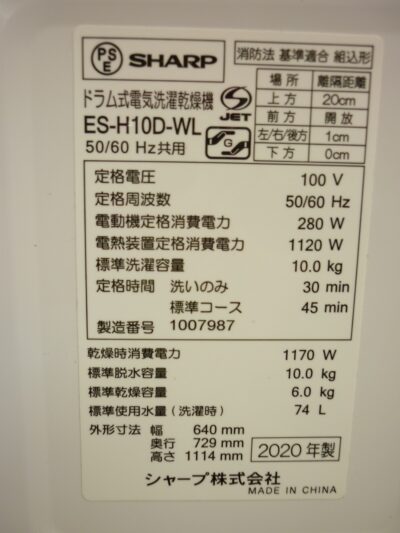 PS
E
SHARP
消防法 基準適合 組込形
場所 離隔距離
上方 20cm
前方 開放
左/右/後方 1cm
下方 0cm
ドラム式電気洗濯乾燥機
S
JET
ES-H10D-WL
50/60 Hz共用
G
定格電圧 100 V
定格周波数 50/60 Hz
電動機定格消費電力 280 W
電熱装置定格消費電力 1120 W
標準洗濯容量 10.0 kg
定格時間 洗いのみ 30 min
標準コース 45 min
製造番号 1007987
乾燥時消費電力 1170 W
標準脱水容量 10.0 kg
標準乾燥容量 6.0 kg
標準使用水量(洗濯時) 74 L
外形寸法 幅 640 mm
奥行 729 mm
高さ 1114 mm
2020年製
シャープ株式会社
MADE IN CHINA